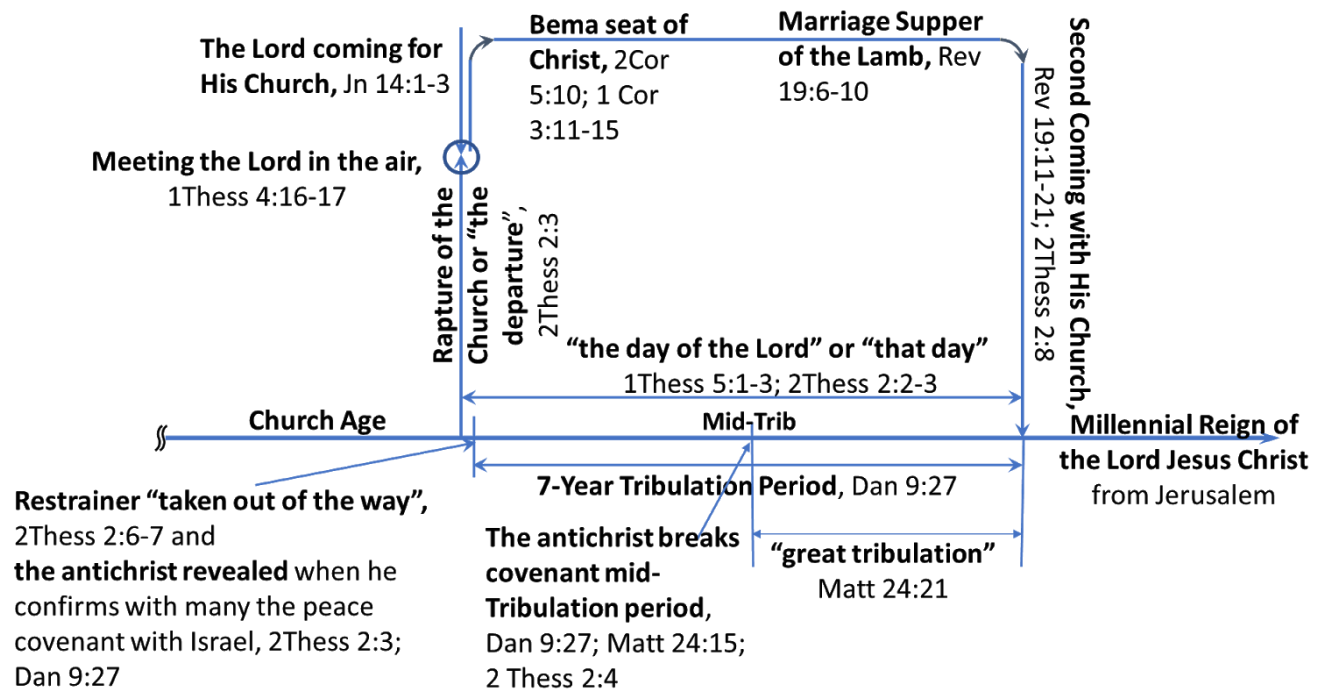 The Lord coming for
His Church, Jn 14:1-3
Bema seat of
Christ, 2Cor
5:10; 1 Cor
3:11-15
Marriage Supper
of the Lamb, Rev
19:6-10
Second Coming with His Church,
Rev 19:11-21; 2Thess 2:8
Meeting the Lord in the air,
1Thess 4:16-17
Rapture of the
Church or “the
departure”,
2Thess 2:3
“the day of the Lord” or “that day”
1Thess 5:1-3; 2Thess 2:2-3
Church Age
Mid-Trib
Millennial Reign of
the Lord Jesus Christ
from Jerusalem
7-Year Tribulation Period, Dan 9:27
Restrainer “taken out of the way”,
2Thess 2:6-7 and
the antichrist revealed when he
confirms with many the peace
covenant with Israel, 2Thess 2:3;
Dan 9:27
The antichrist breaks
covenant mid-
Tribulation period,
Dan 9:27; Matt 24:15;
2 Thess 2:4
“great tribulation”
Matt 24:21